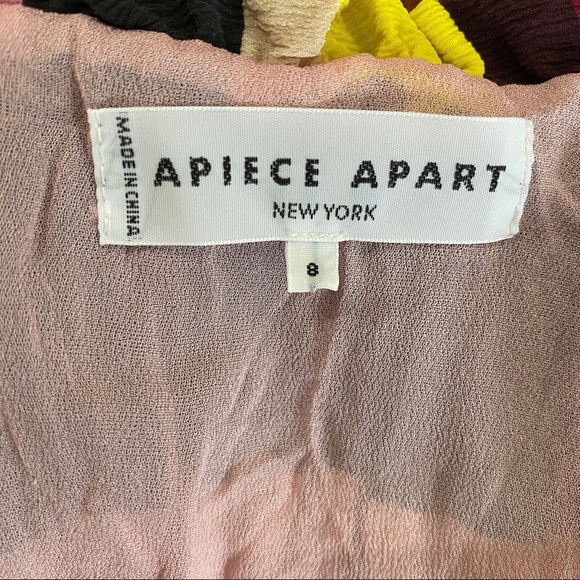 MADE IN CHINA
APIECE APART
NEW YORK
8